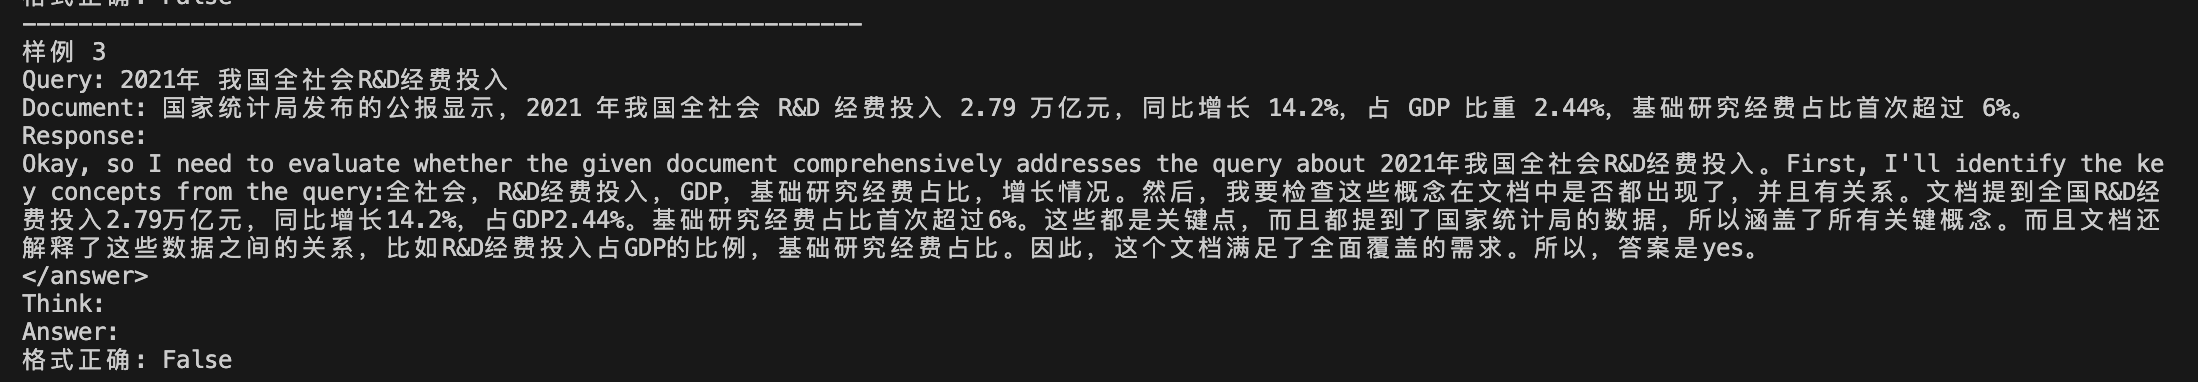 格式正确: False
------------------------------------------------------------
样例 3
Query: 2021年 我国全社会R&D经费投入
Document: 国家统计局发布的公报显示，2021 年我国全社会 R&D 经费投入 2.79 万亿元，同比增长 14.2%，占 GDP 比重 2.44%，基础研究经费占比首次超过 6%。
Response:
Okay, so I need to evaluate whether the given document comprehensively addresses the query about 2021年我国全社会R&D经费投入。First, I'll identify the ke
y concepts from the query:全社会，R&D经费投入，GDP，基础研究经费占比，增长情况。然后，我要检查这些概念在文档中是否都出现了，并且有关系。文档提到全国R&D经
费投入2.79万亿元，同比增长14.2%，占GDP2.44%。基础研究经费占比首次超过6%。这些都是关键点，而且都提到了国家统计局的数据，所以涵盖了所有关键概念。而且文档还
解释了这些数据之间的关系，比如R&D经费投入占GDP的比例，基础研究经费占比。因此，这个文档满足了全面覆盖的需求。所以，答案是yes。
</answer>
Think:
Answer:
格式正确: False